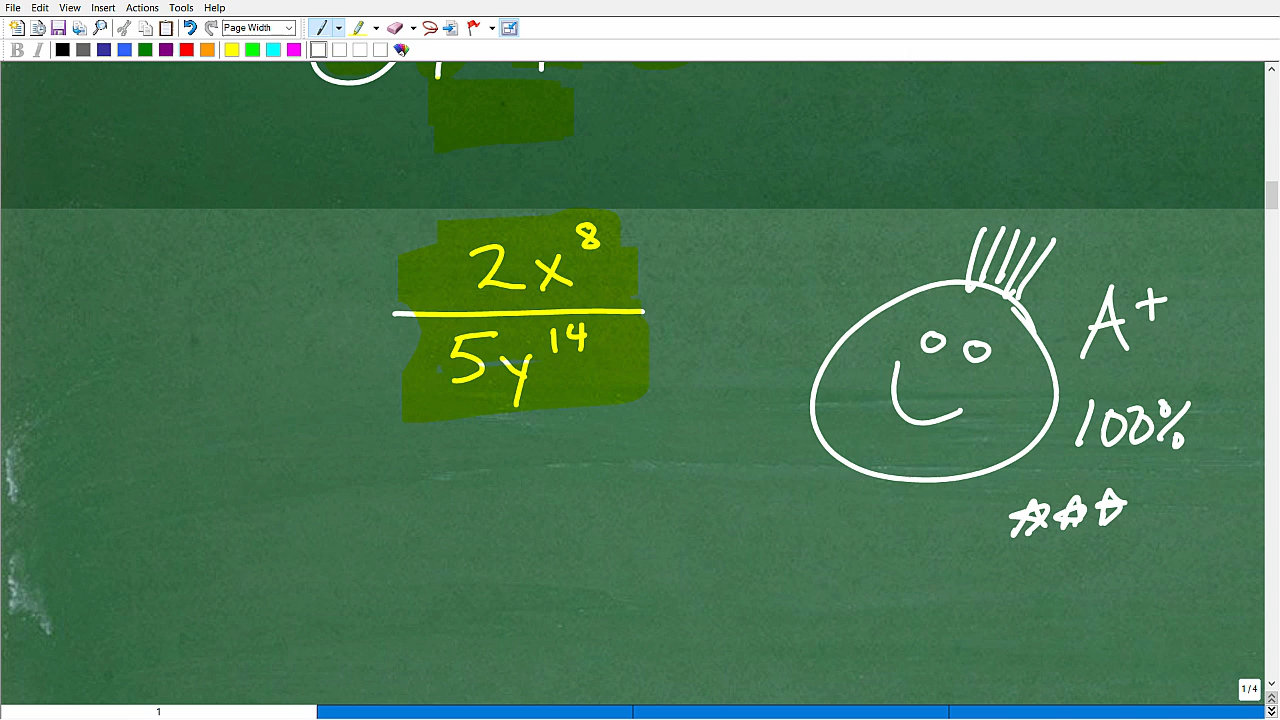 File Edit View Insert Actions Tools Help
Page Width
B I
2x⁸
5y¹⁴
A+
100%
1 / 4
1